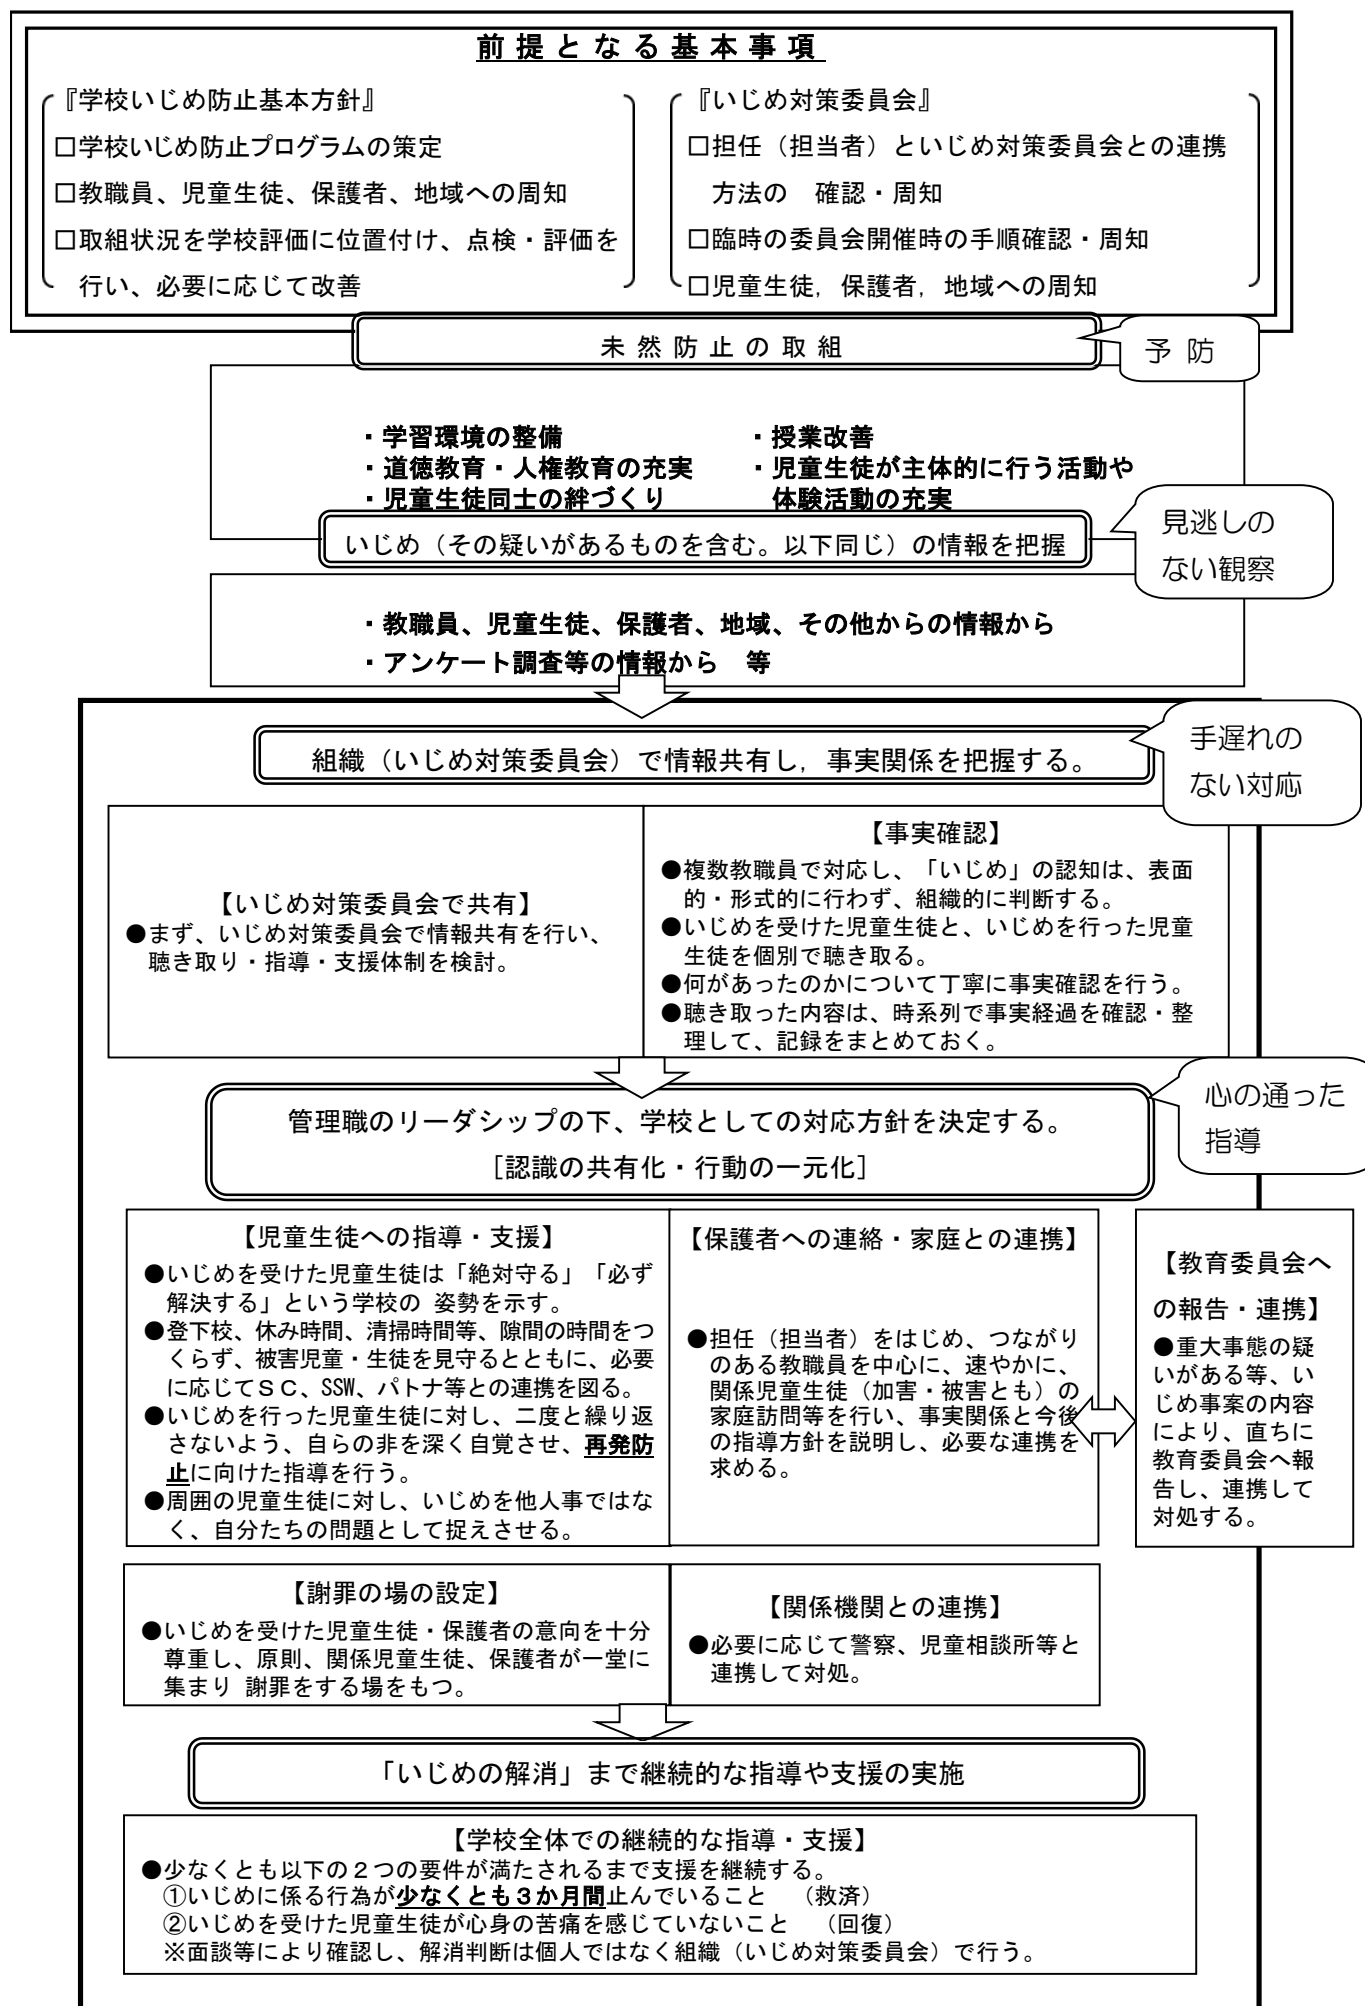 前提となる基本事項
『学校いじめ防止基本方針』
□学校いじめ防止プログラムの策定
□教職員、児童生徒、保護者、地域への周知
□取組状況を学校評価に位置付け、点検・評価を
行い、必要に応じて改善
『いじめ対策委員会』
□担任（担当者）といじめ対策委員会との連携
方法の　確認・周知
□臨時の委員会開催時の手順確認・周知
□児童生徒，保護者，地域への周知
未然防止の取組
予 防
・学習環境の整備
・道徳教育・人権教育の充実
・児童生徒同士の絆づくり
・授業改善
・児童生徒が主体的に行う活動や
体験活動の充実
いじめ（その疑いがあるものを含む。以下同じ）の情報を把握
見逃しの
ない観察
・教職員、児童生徒、保護者、地域、その他からの情報から
・アンケート調査等の情報から　等
組織（いじめ対策委員会）で情報共有し，事実関係を把握する。
手遅れの
ない対応
【いじめ対策委員会で共有】
●まず、いじめ対策委員会で情報共有を行い、
聴き取り・指導・支援体制を検討。
【事実確認】
●複数教職員で対応し、「いじめ」の認知は、表面
的・形式的に行わず、組織的に判断する。
●いじめを受けた児童生徒と、いじめを行った児童
生徒を個別で聴き取る。
●何があったのかについて丁寧に事実確認を行う。
●聴き取った内容は、時系列で事実経過を確認・整
理して、記録をまとめておく。
管理職のリーダシップの下、学校としての対応方針を決定する。
［認識の共有化・行動の一元化］
心の通った
指導
【児童生徒への指導・支援】
●いじめを受けた児童生徒は「絶対守る」「必ず
解決する」という学校の 姿勢を示す。
●登下校、休み時間、清掃時間等、隙間の時間をつ
くらず、被害児童・生徒を見守るとともに、必要
に応じてＳＣ、SSW、パトナ等との連携を図る。
●いじめを行った児童生徒に対し、二度と繰り返
さないよう、自らの非を深く自覚させ、再発防
止に向けた指導を行う。
●周囲の児童生徒に対し、いじめを他人事ではな
く、自分たちの問題として捉えさせる。
【保護者への連絡・家庭との連携】
●担任（担当者）をはじめ、つながり
のある教職員を中心に、速やかに、
関係児童生徒（加害・被害とも）の
家庭訪問等を行い、事実関係と今後
の指導方針を説明し、必要な連携を
求める。
【教育委員会へ
の報告・連携】
●重大事態の疑
いがある等、い
じめ事案の内容
により、直ちに
教育委員会へ報
告し、連携して
対処する。
【謝罪の場の設定】
●いじめを受けた児童生徒・保護者の意向を十分
尊重し、原則、関係児童生徒、保護者が一堂に
集まり 謝罪をする場をもつ。
【関係機関との連携】
●必要に応じて警察、児童相談所等と
連携して対処。
「いじめの解消」まで継続的な指導や支援の実施
【学校全体での継続的な指導・支援】
●少なくとも以下の２つの要件が満たされるまで支援を継続する。
①いじめに係る行為が少なくとも３か月間止んでいること　（救済）
②いじめを受けた児童生徒が心身の苦痛を感じていないこと　（回復）
※面談等により確認し、解消判断は個人ではなく組織（いじめ対策委員会）で行う。